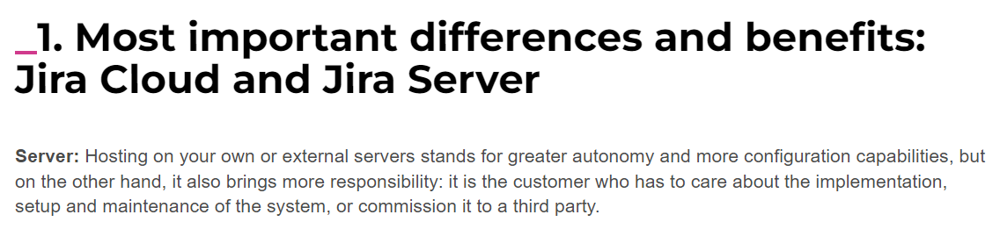 _1. Most important differences and benefits:
Jira Cloud and Jira Server
Server: Hosting on your own or external servers stands for greater autonomy and more configuration capabilities, but
on the other hand, it also brings more responsibility: it is the customer who has to care about the implementation,
setup and maintenance of the system, or commission it to a third party.